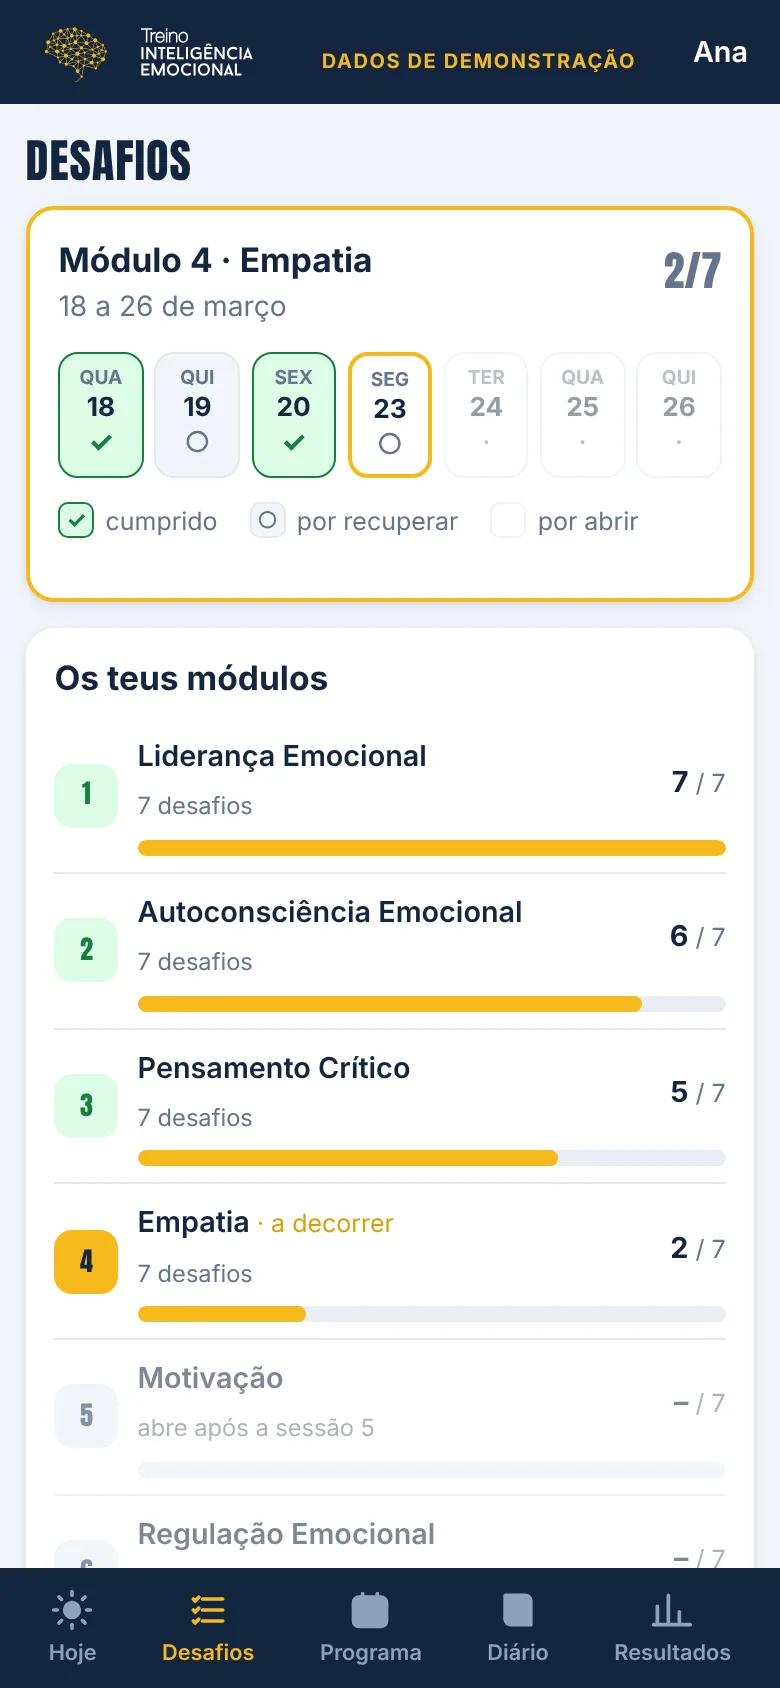 Treino
INTELIGÊNCIA
EMOCIONAL
DADOS DE DEMONSTRAÇÃO
Ana
DESAFIOS
Módulo 4 · Empatia
2/7
18 a 26 de março
QUA QUI SEX SEG TER QUA QUI
18 19 20 23 24 25 26
cumprido por recuperar por abrir
Os teus módulos
1
Liderança Emocional
7 desafios
7 / 7
2
Autoconsciência Emocional
7 desafios
6 / 7
3
Pensamento Crítico
7 desafios
5 / 7
4
Empatia · a decorrer
7 desafios
2 / 7
5
Motivação
abre após a sessão 5
– / 7
6
Regulação Emocional
– / 7
Hoje Desafios Programa Diário Resultados